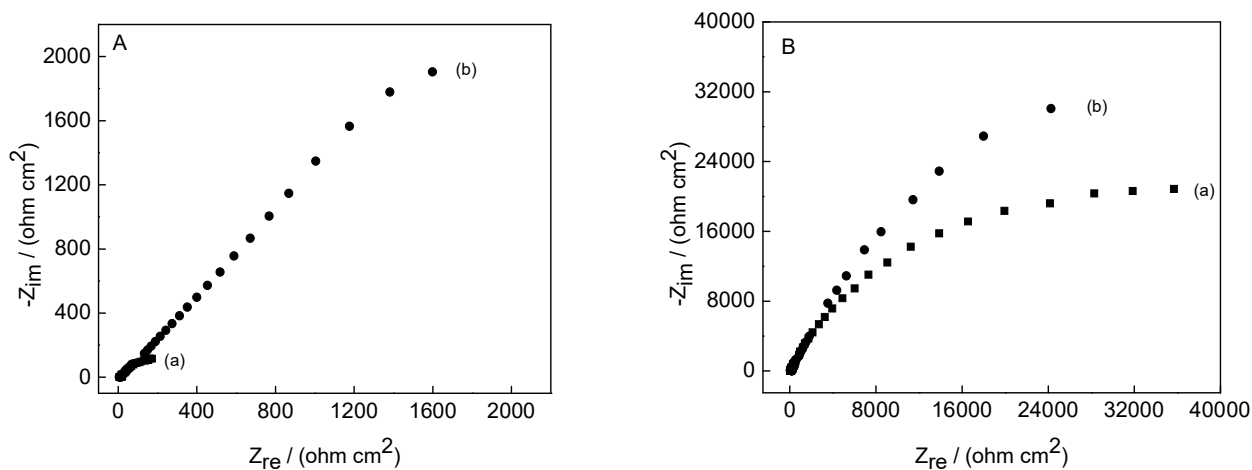 A
2000
1600
1200
800
400
0
-Zim / (ohm cm2)
(b)
(a)
0 400 800 1200 1600 2000
Zre / (ohm cm2)
B
40000
32000
24000
16000
8000
0
-Zim / (ohm cm2)
(b)
(a)
0 8000 16000 24000 32000 40000
Zre / (ohm cm2)